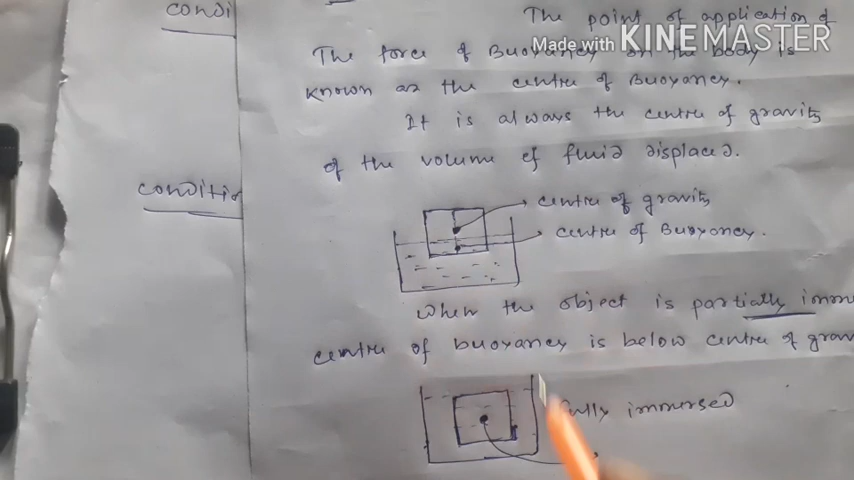 condi
The point of application of
Made with KINEMASTER
The force of Buoyancy on the body is
known as the centre of Buoyancy.
It is always the centre of gravity
of the volume of fluid displaced.
condition
centre of gravity
centre of Buoyancy.
When the object is partially imm
centre of buoyancy is below centre of grav
fully immersed